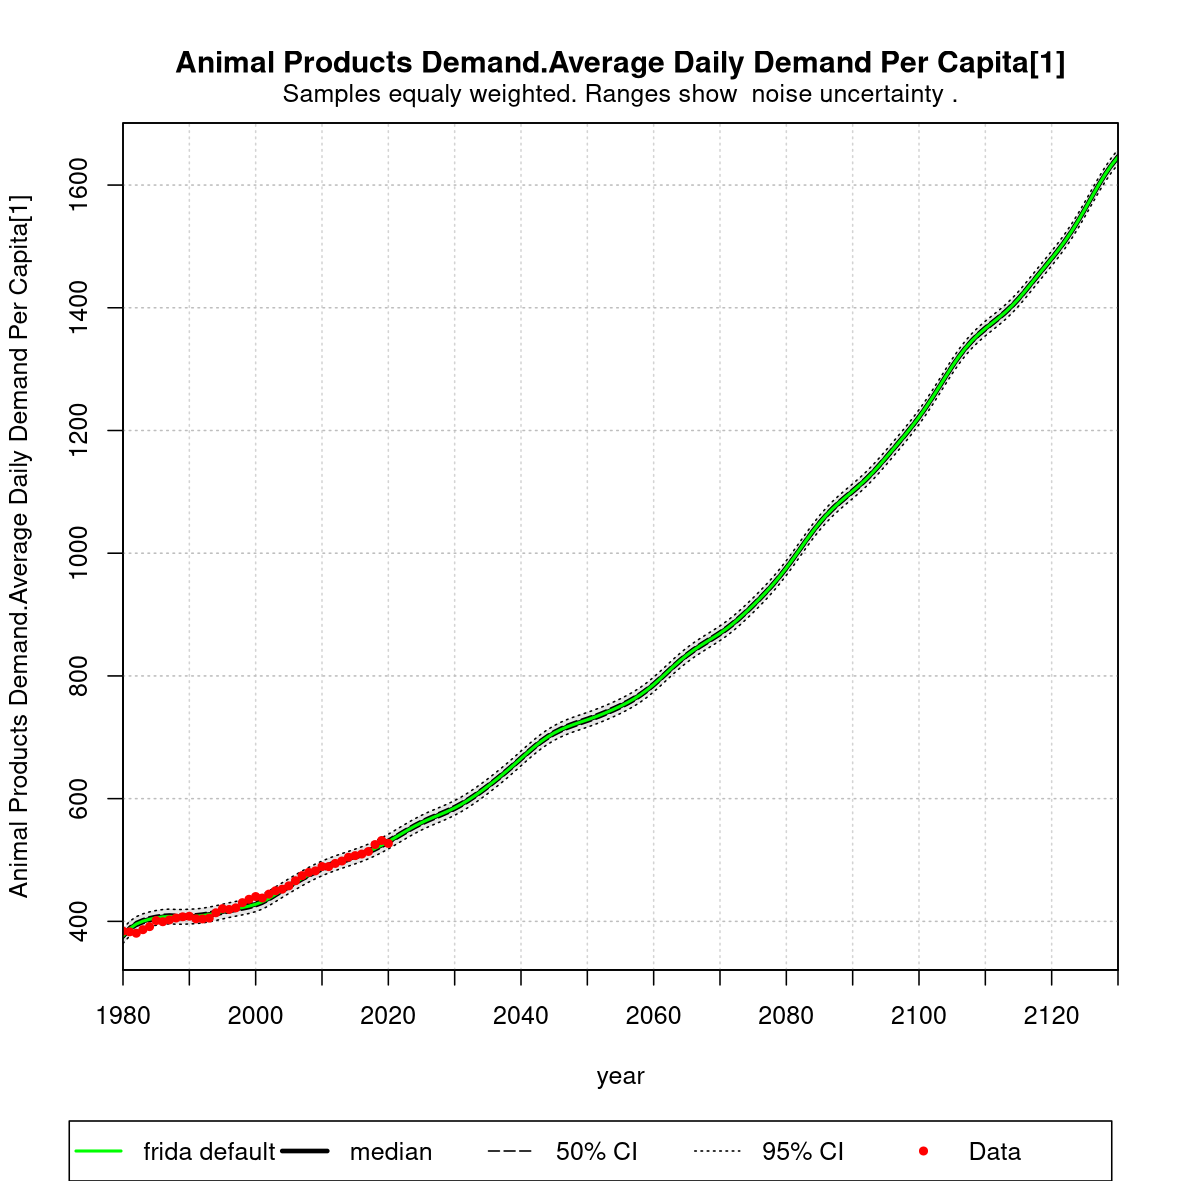 Animal Products Demand.Average Daily Demand Per Capita[1]
Samples equaly weighted. Ranges show  noise uncertainty .
Animal Products Demand.Average Daily Demand Per Capita[1]
1600
1400
1200
1000
800
600
400
1980 2000 2020 2040 2060 2080 2100 2120
year
frida default median 50% CI 95% CI Data